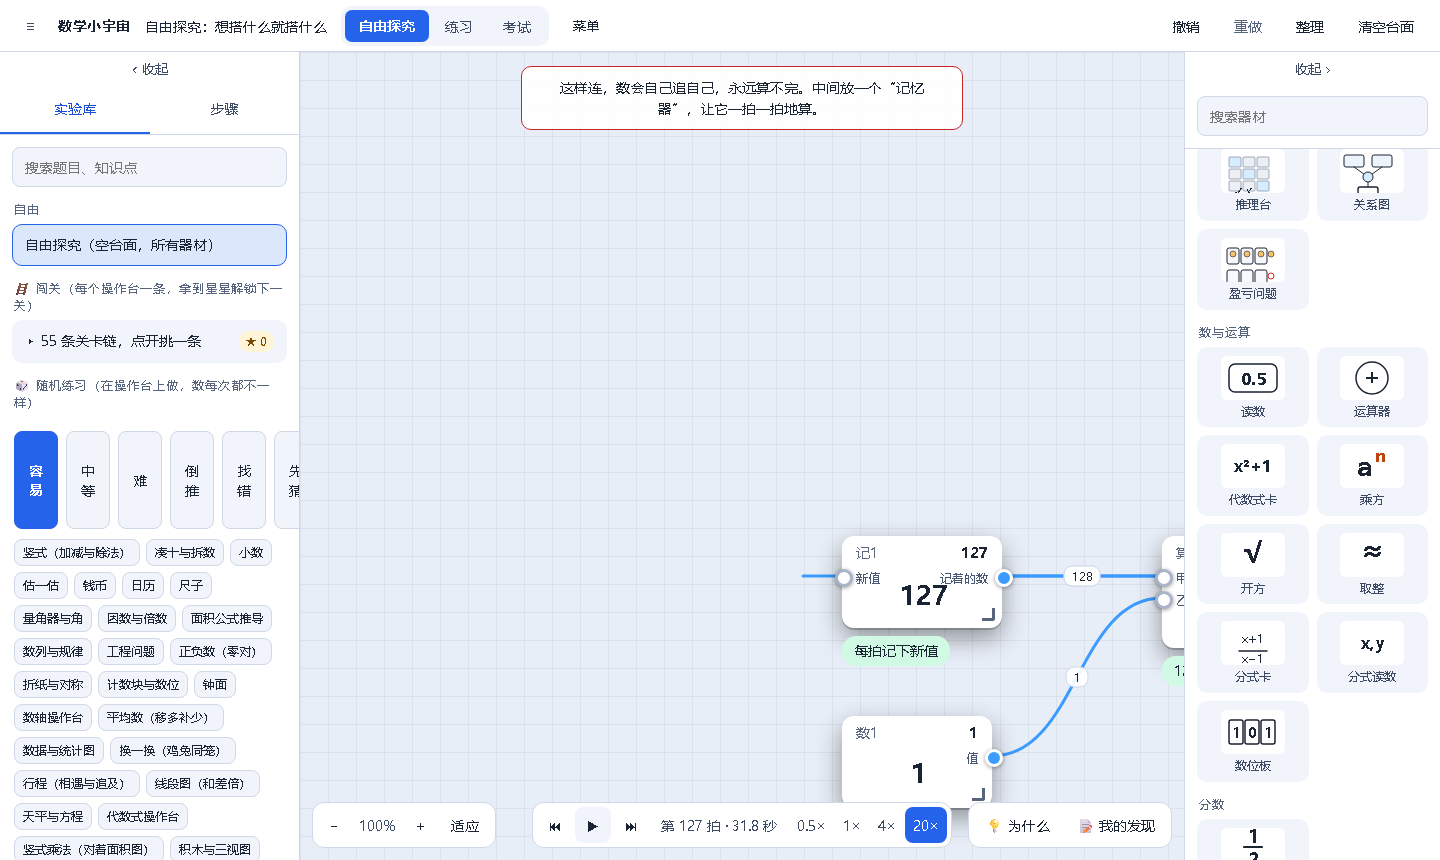 ≡ 数学小宇宙 自由探究：想搭什么就搭什么 自由探究 练习 考试 菜单 撤销 重做 整理 清空台面
‹ 收起
实验库 步骤
搜索题目、知识点
自由
自由探究（空台面，所有器材）
闯关（每个操作台一条，拿到星星解锁下一
关）
▸ 55 条关卡链，点开挑一条 ★ 0
随机练习（在操作台上做，数每次都不一
样）
容易 中等 难 倒推 找错 先猜
竖式（加减与除法） 凑十与拆数 小数
估一估 钱币 日历 尺子
量角器与角 因数与倍数 面积公式推导
数列与规律 工程问题 正负数（零对）
折纸与对称 计数块与数位 钟面
数轴操作台 平均数（移多补少）
数据与统计图 换一换（鸡兔同笼）
行程（相遇与追及） 线段图（和差倍）
天平与方程 代数式操作台
竖式乘法（对着面积图） 积木与三视图
这样连，数会自己追自己，永远算不完。中间放一个“记忆
器”，让它一拍一拍地算。
记1 127
新值 记着的数
127
每拍记下新值
128
1
数1 1
值
1
算
甲
乙
12
− 100% + 适应
⏮ ▶ ⏭ 第 127 拍 · 31.8 秒 0.5× 1× 4× 20×
为什么 我的发现
收起 ›
搜索器材
推理台 关系图
盈亏问题
数与运算
0.5 +
读数 运算器
x²+1 aⁿ
代数式卡 乘方
√ ≈
开方 取整
x+1
x−1
x,y
分式卡 分式读数
1 0 1
数位板
分数
1
2